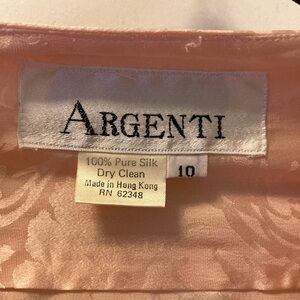 ARGENTI
100% Pure Silk
Dry Clean
Made in Hong Kong
RN 62348
10